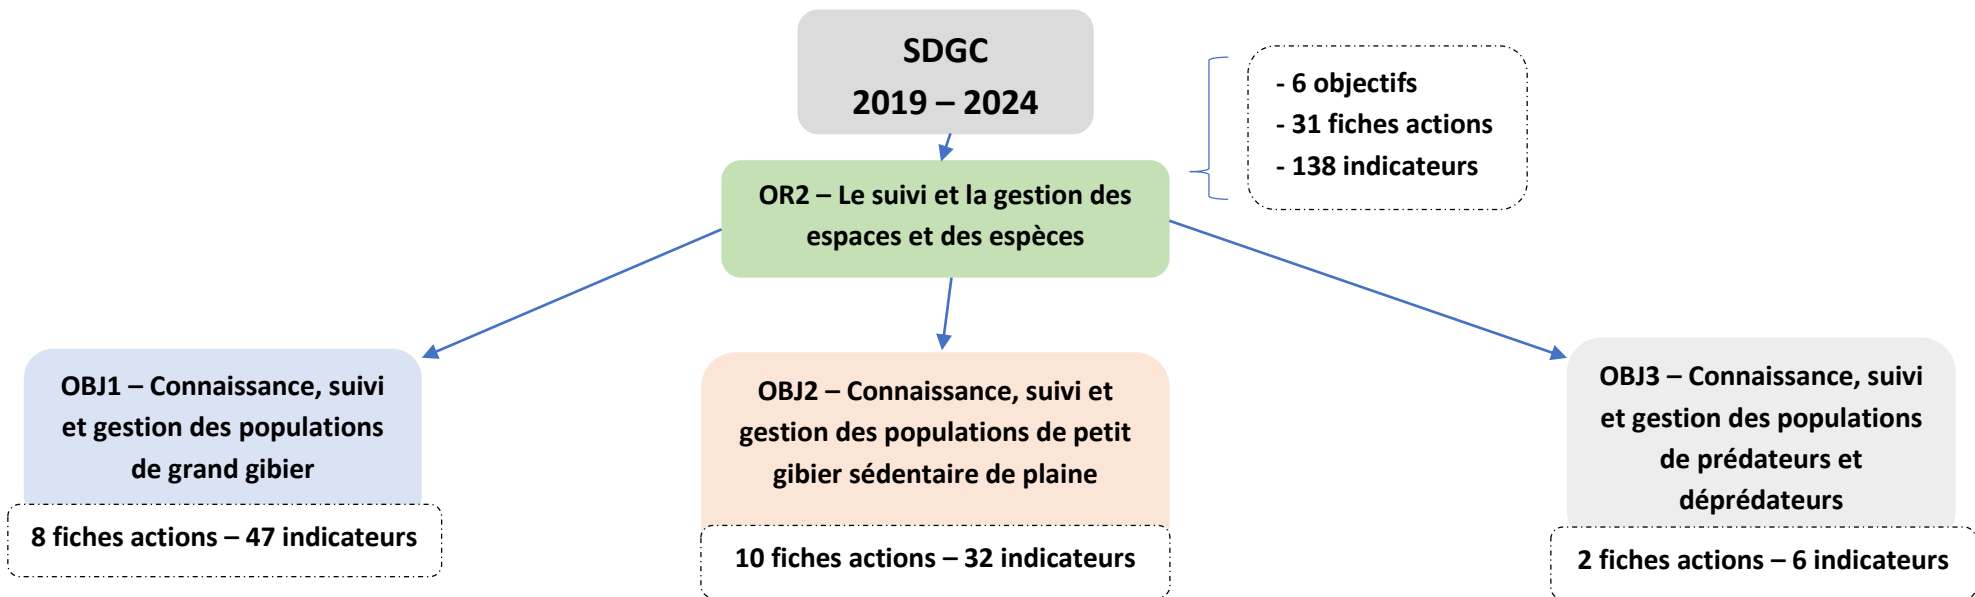 SDGC
2019 – 2024
- 6 objectifs
- 31 fiches actions
- 138 indicateurs
OR2 – Le suivi et la gestion des
espaces et des espèces
OBJ1 – Connaissance, suivi
et gestion des populations
de grand gibier
8 fiches actions – 47 indicateurs
OBJ2 – Connaissance, suivi et
gestion des populations de petit
gibier sédentaire de plaine
10 fiches actions – 32 indicateurs
OBJ3 – Connaissance, suivi
et gestion des populations
de prédateurs et
déprédateurs
2 fiches actions – 6 indicateurs